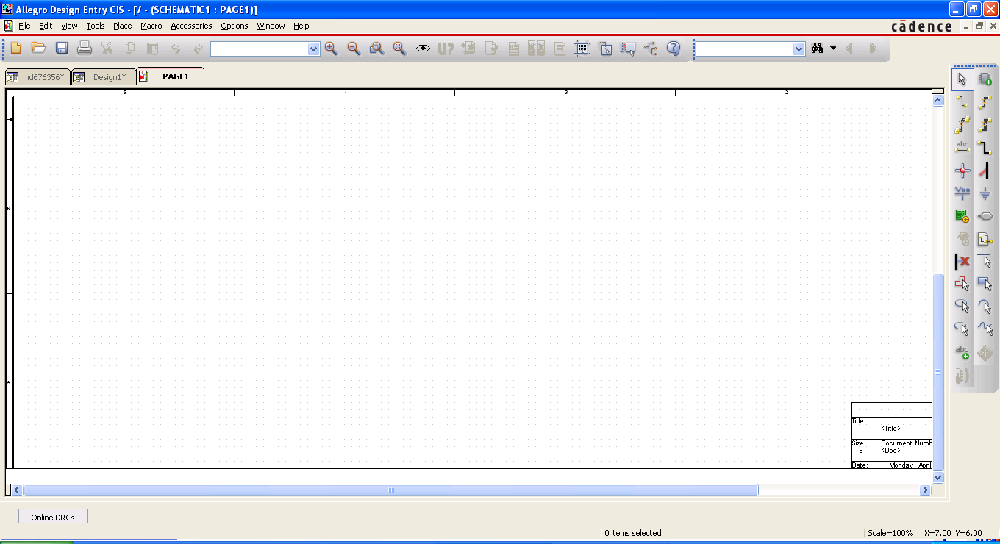 Allegro Design Entry CIS - [/ - (SCHEMATIC1 : PAGE1)]
File Edit View Tools Place Macro Accessories Options Window Help
cādence
U?
md676356* Design1* PAGE1
5 4 3 2
B
A
abc
abc
Title
<Title>
Size Document Numb
B <Doc>
Date: Monday, April
Online DRCs
0 items selected Scale=100% X=7.00 Y=6.00